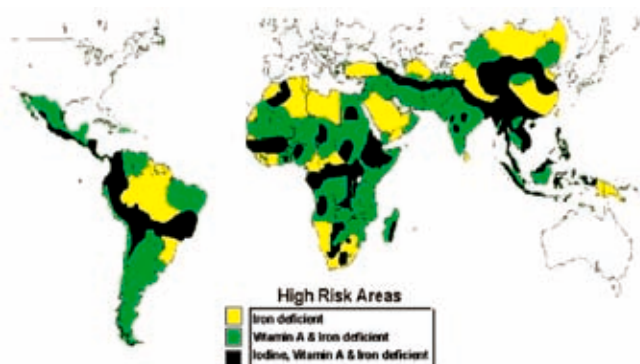 High Risk Areas
Iron deficient
Vitamin A & Iron deficient
Iodine, Vitamin A & Iron deficient